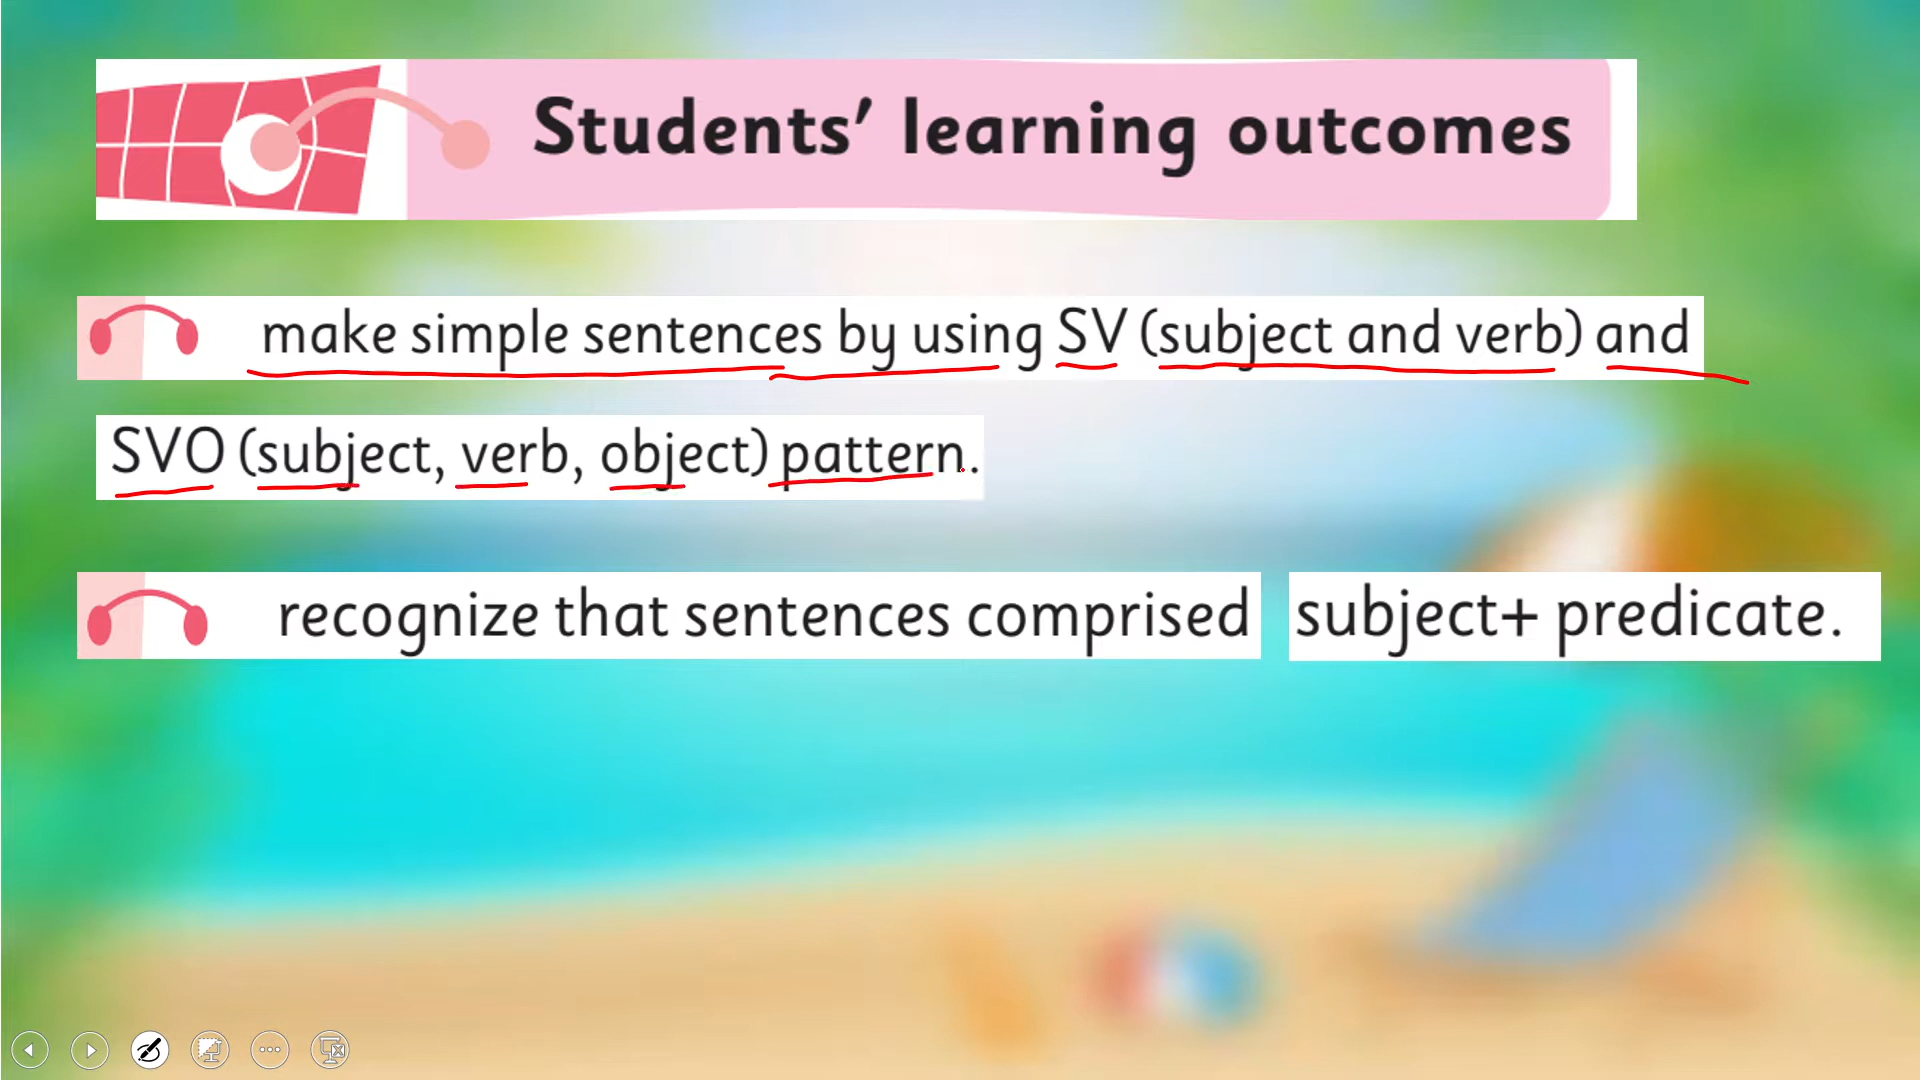 Students’ learning outcomes
make simple sentences by using SV (subject and verb) and
SVO (subject, verb, object) pattern.
recognize that sentences comprised subject+ predicate.